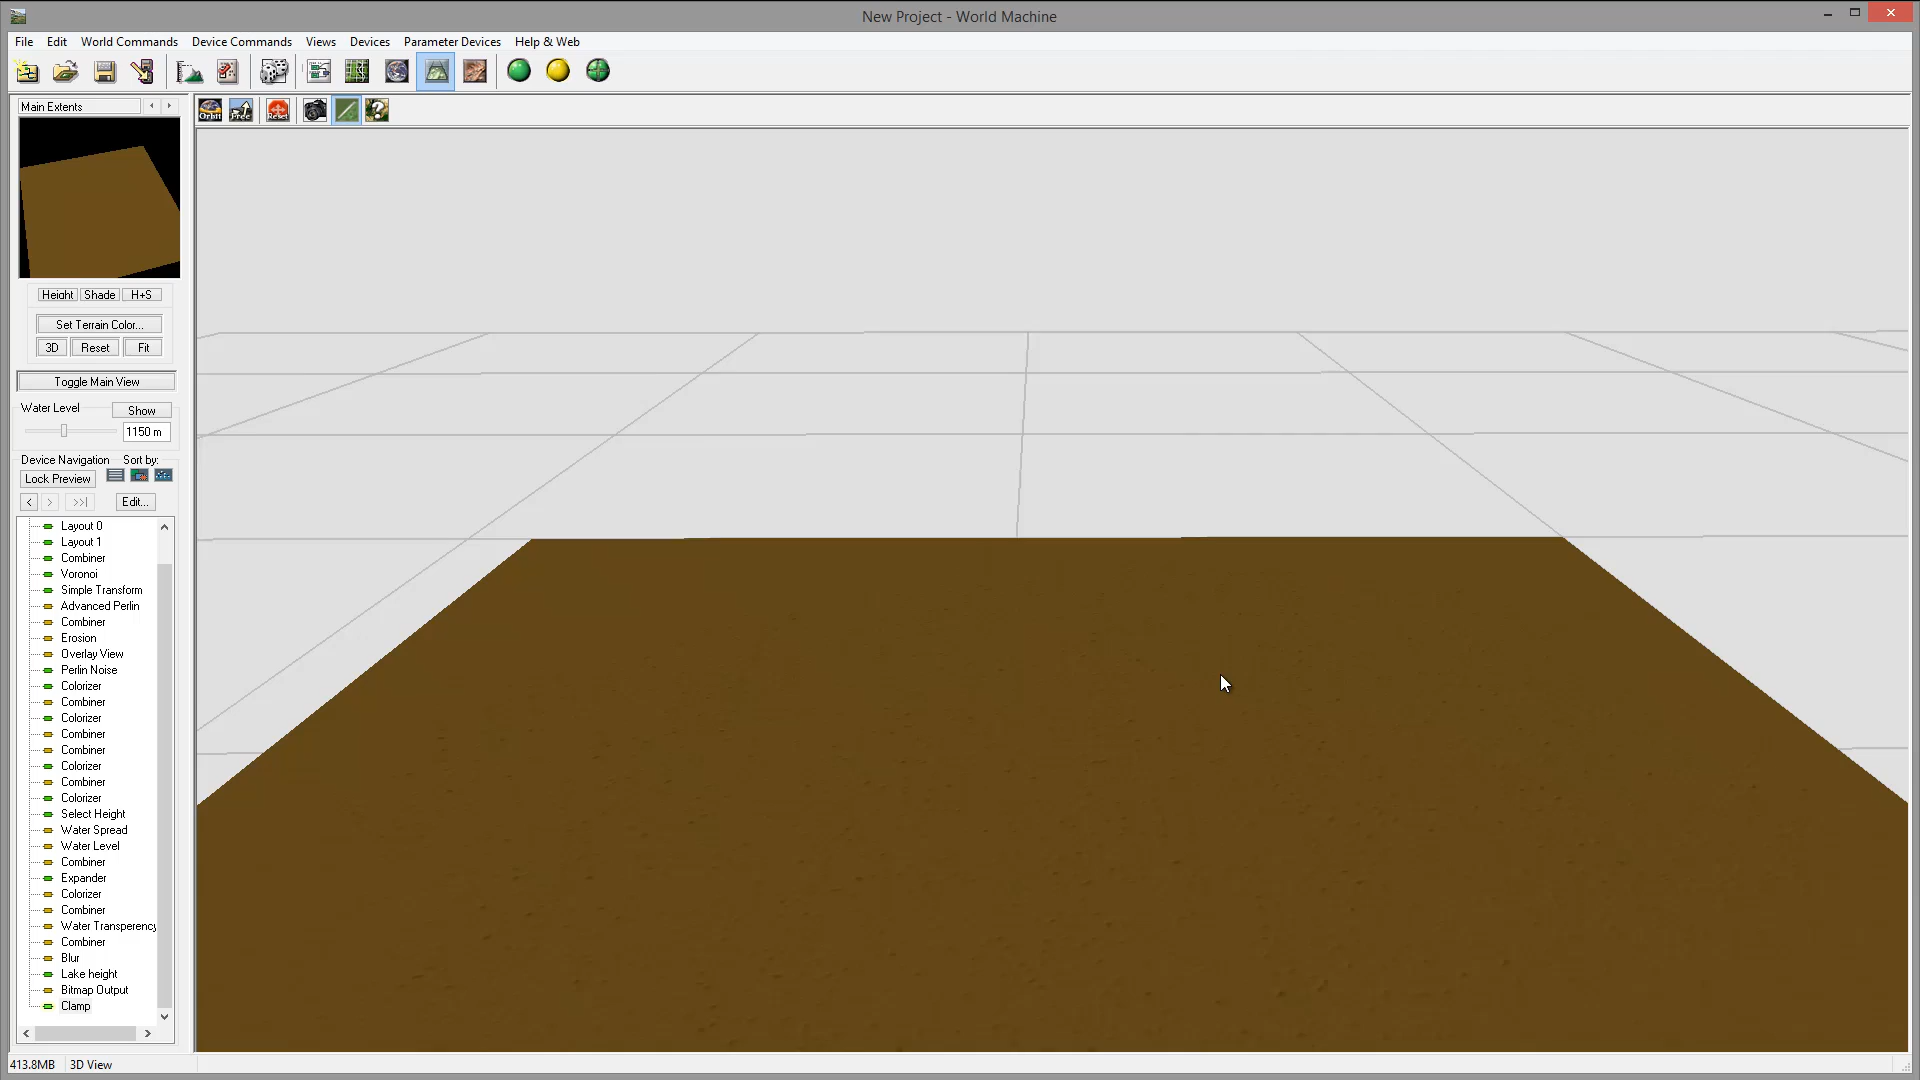 New Project - World Machine
File Edit World Commands Device Commands Views Devices Parameter Devices Help & Web
Main Extents
Orbit Free Reset
Height Shade H+S
Set Terrain Color...
3D Reset Fit
Toggle Main View
Water Level Show
1150 m
Device Navigation Sort by:
Lock Preview
< > >>| Edit...
Layout 0
Layout 1
Combiner
Voronoi
Simple Transform
Advanced Perlin
Combiner
Erosion
Overlay View
Perlin Noise
Colorizer
Combiner
Colorizer
Combiner
Combiner
Colorizer
Combiner
Colorizer
Select Height
Water Spread
Water Level
Combiner
Expander
Colorizer
Combiner
Water Transperency
Combiner
Blur
Lake height
Bitmap Output
Clamp
413.8MB 3D View